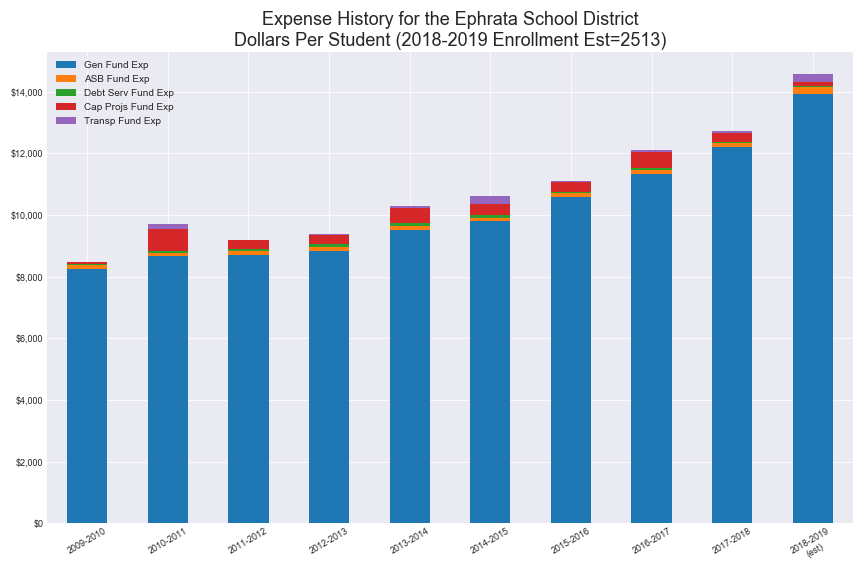 Expense History for the Ephrata School District
Dollars Per Student (2018-2019 Enrollment Est=2513)
Gen Fund Exp
ASB Fund Exp
Debt Serv Fund Exp
Cap Projs Fund Exp
Transp Fund Exp
$14,000
$12,000
$10,000
$8,000
$6,000
$4,000
$2,000
$0
2009-2010
2010-2011
2011-2012
2012-2013
2013-2014
2014-2015
2015-2016
2016-2017
2017-2018
2018-2019
(est)